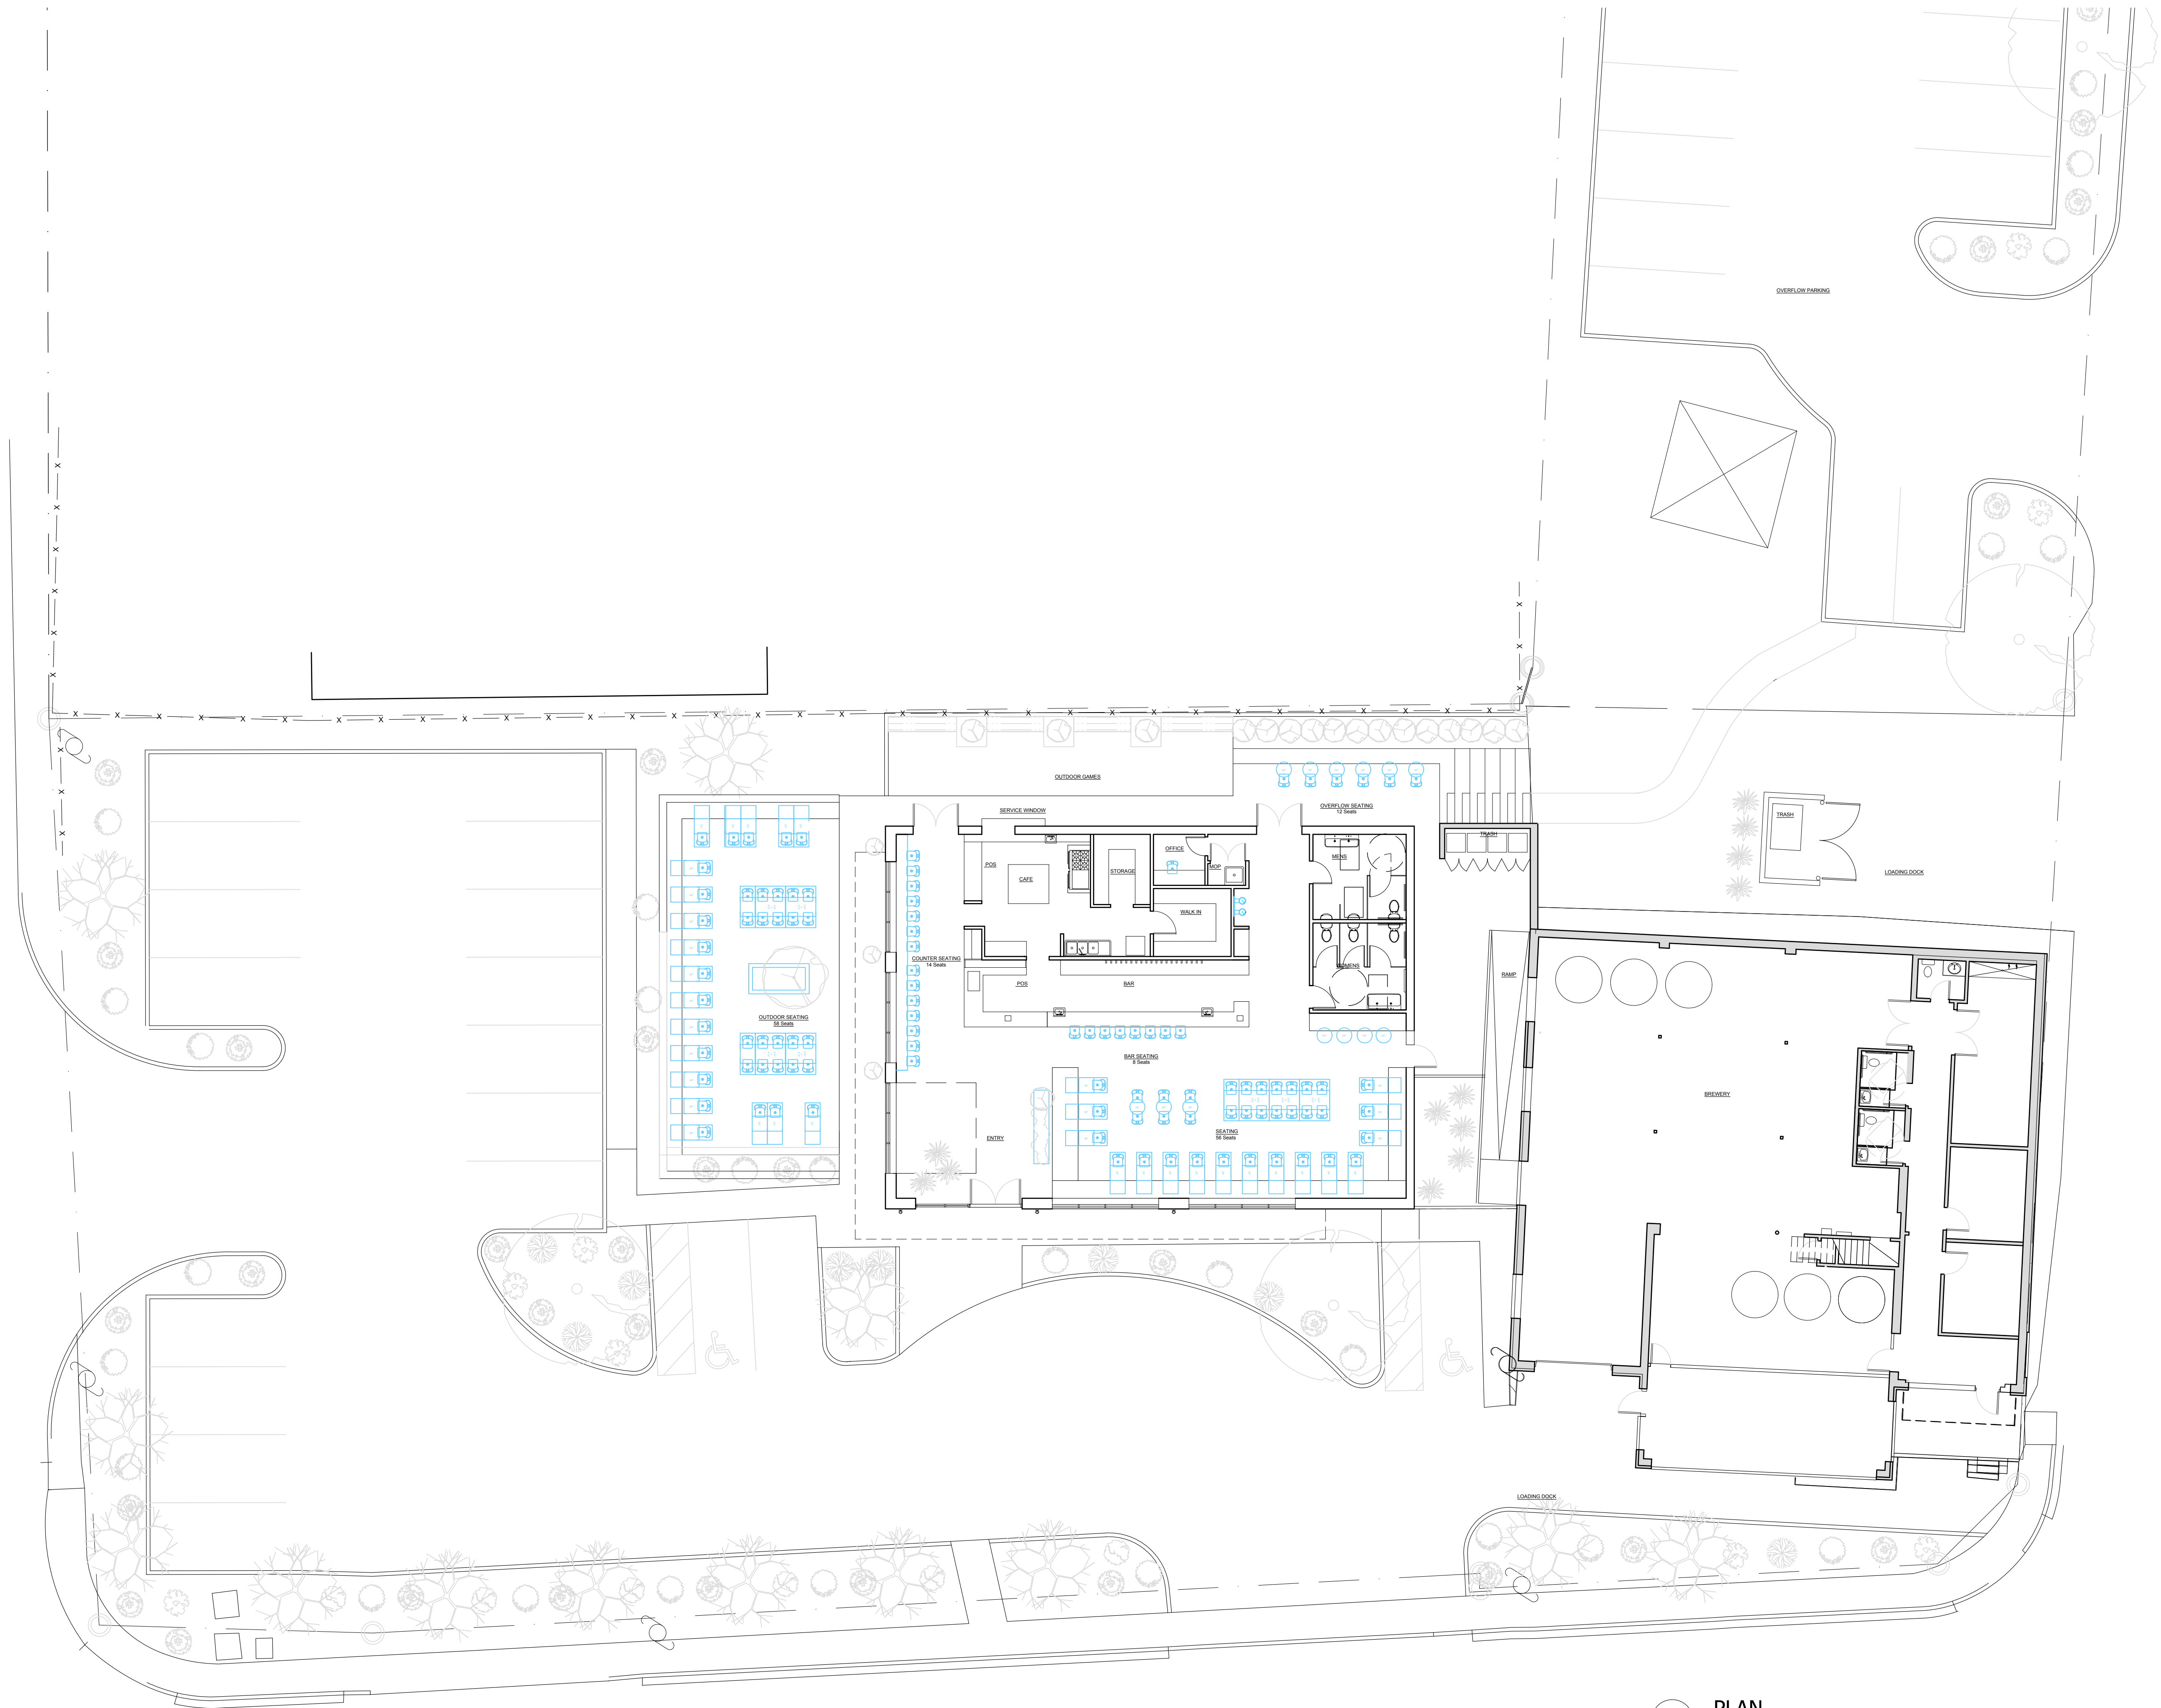 OVERFLOW PARKING
OUTDOOR GAMES
SERVICE WINDOW
OVERFLOW SEATING
12 Seats
TRASH
TRASH
OFFICE
MENS
POS
MOP
CAFE
STORAGE
LOADING DOCK
WALK IN
COUNTER SEATING
14 Seats
WOMENS
RAMP
POS
BAR
OUTDOOR SEATING
58 Seats
BAR SEATING
8 Seats
BREWERY
SEATING
56 Seats
ENTRY
LOADING DOCK
PLAN